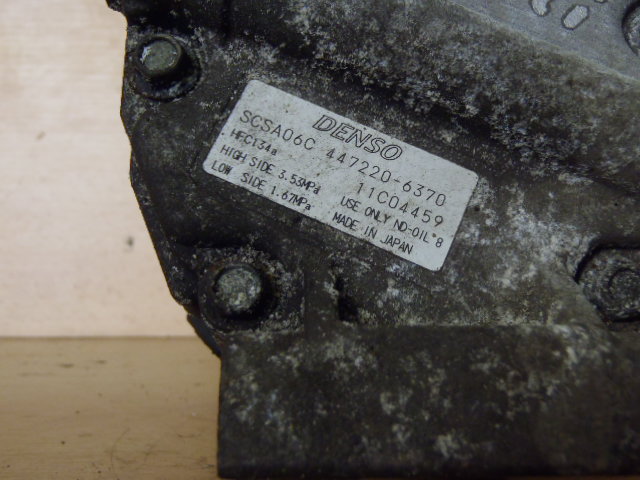 DENSO
SCSA06C 447220-6370
HFC134a 11C04459
HIGH SIDE 3.53MPa USE ONLY ND-OIL"8
LOW SIDE 1.67MPa MADE IN JAPAN